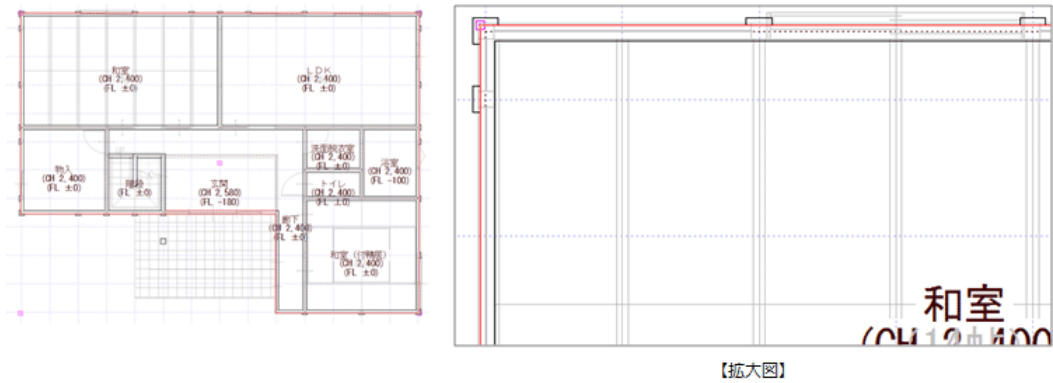 和室
(CH 2,400)
(FL ±0)
LDK
(CH 2,400)
(FL ±0)
物入
(CH 2,400)
(FL ±0)
階段
(FL ±0)
玄関
(CH 2,580)
(FL -180)
洗面脱衣室
(CH 2,400)
(FL ±0)
浴室
(CH 2,400)
(FL -100)
トイレ
(CH 2,400)
(FL ±0)
廊下
(CH 2,400)
(FL ±0)
(CH 2,400)
(FL ±0)
和室
(CH 2,400
【拡大図】